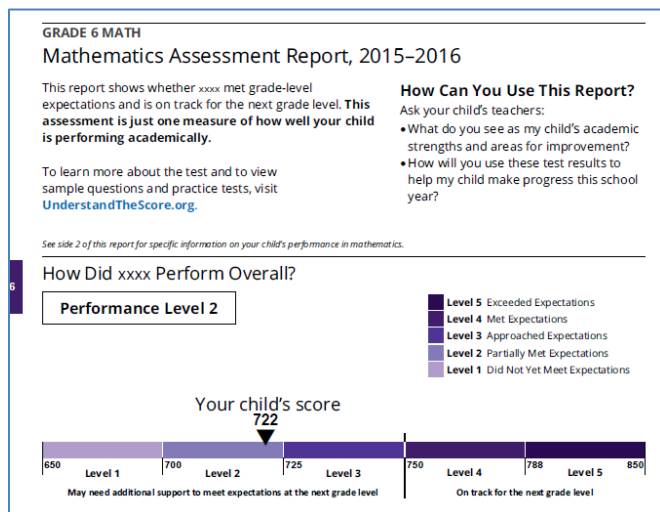 GRADE 6 MATH
Mathematics Assessment Report, 2015–2016
This report shows whether xxxx met grade-level
expectations and is on track for the next grade level. This
assessment is just one measure of how well your child
is performing academically.
To learn more about the test and to view
sample questions and practice tests, visit
UnderstandTheScore.org.
How Can You Use This Report?
Ask your child's teachers:
• What do you see as my child's academic
strengths and areas for improvement?
• How will you use these test results to
help my child make progress this school
year?
See side 2 of this report for specific information on your child's performance in mathematics.
6
How Did xxxx Perform Overall?
Performance Level 2
Level 5 Exceeded Expectations
Level 4 Met Expectations
Level 3 Approached Expectations
Level 2 Partially Met Expectations
Level 1 Did Not Yet Meet Expectations
Your child's score
722
650 Level 1 700 Level 2 725 Level 3 750 Level 4 788 Level 5 850
May need additional support to meet expectations at the next grade level
On track for the next grade level